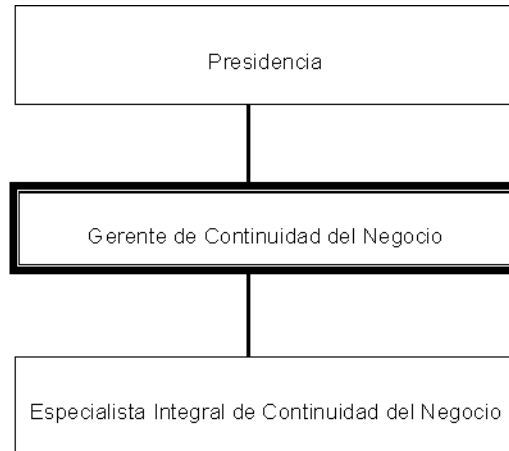 Presidencia
Gerente de Continuidad del Negocio
Especialista Integral de Continuidad del Negocio